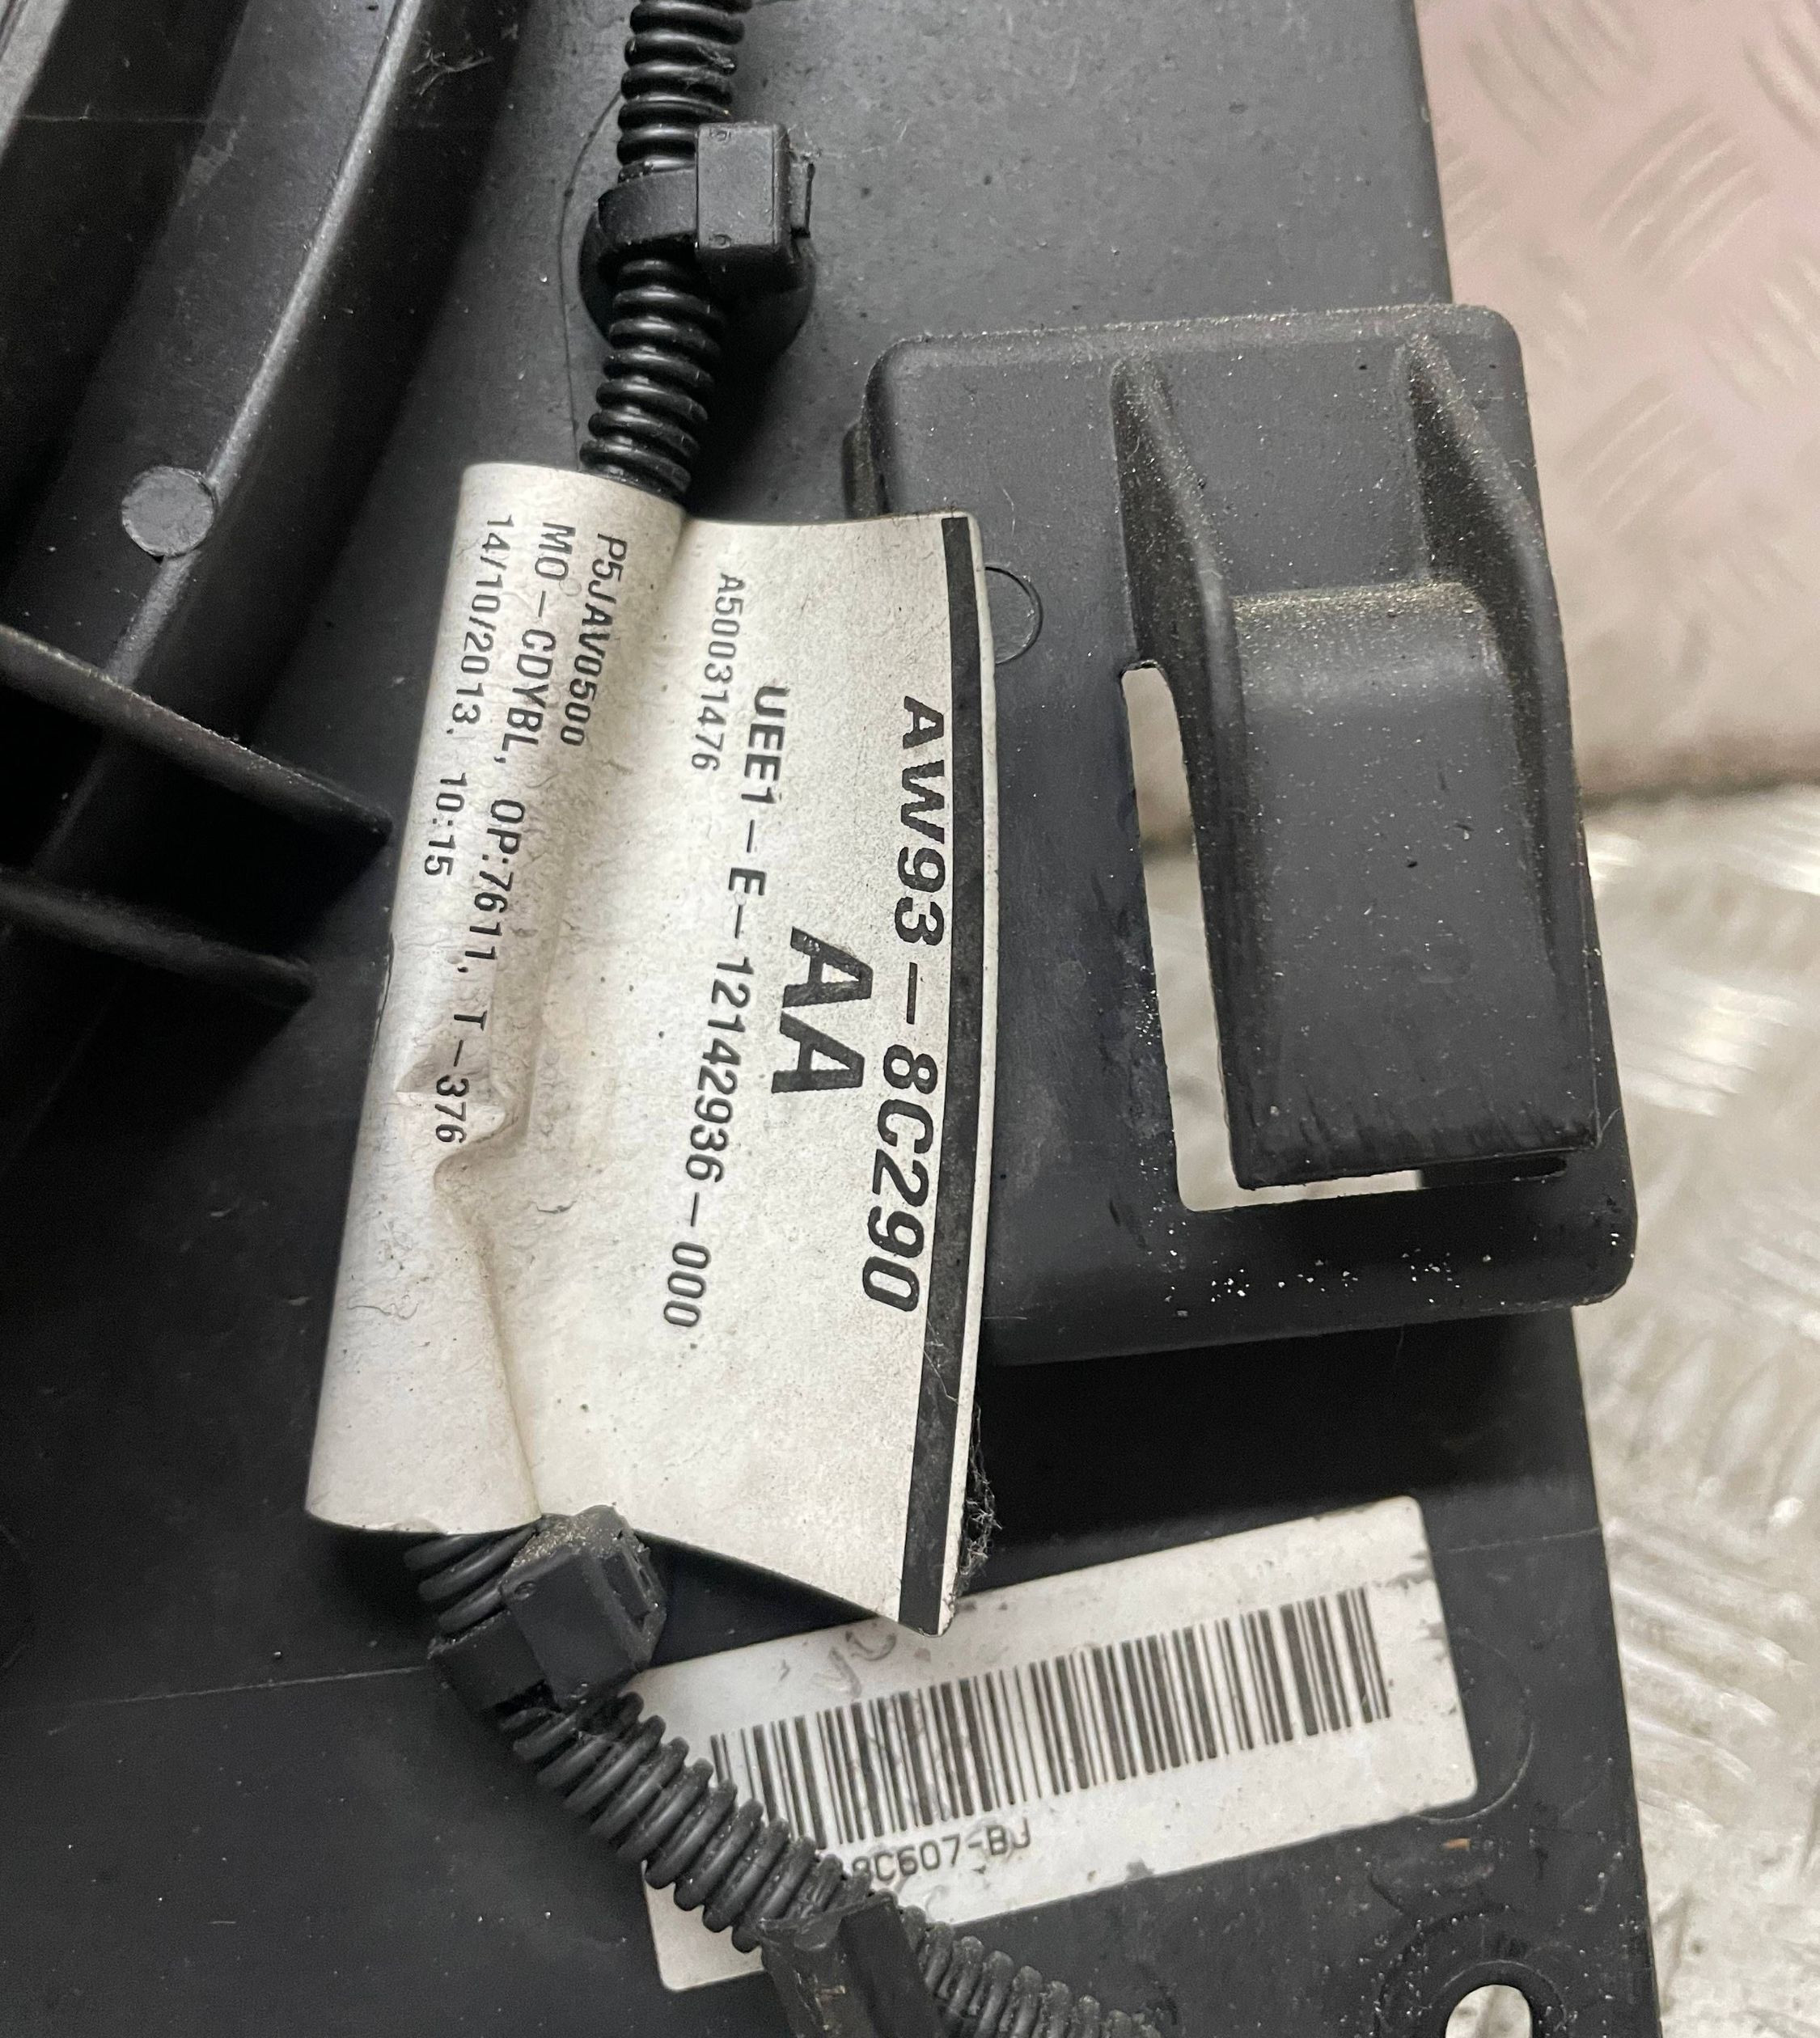 AW93-8C290
AA
UEE1-E-12142936-000
A50031476
P5JAV0500
M0-CDYBL, OP:7611, T-376
14/10/2013, 10:15
8C607-BJ